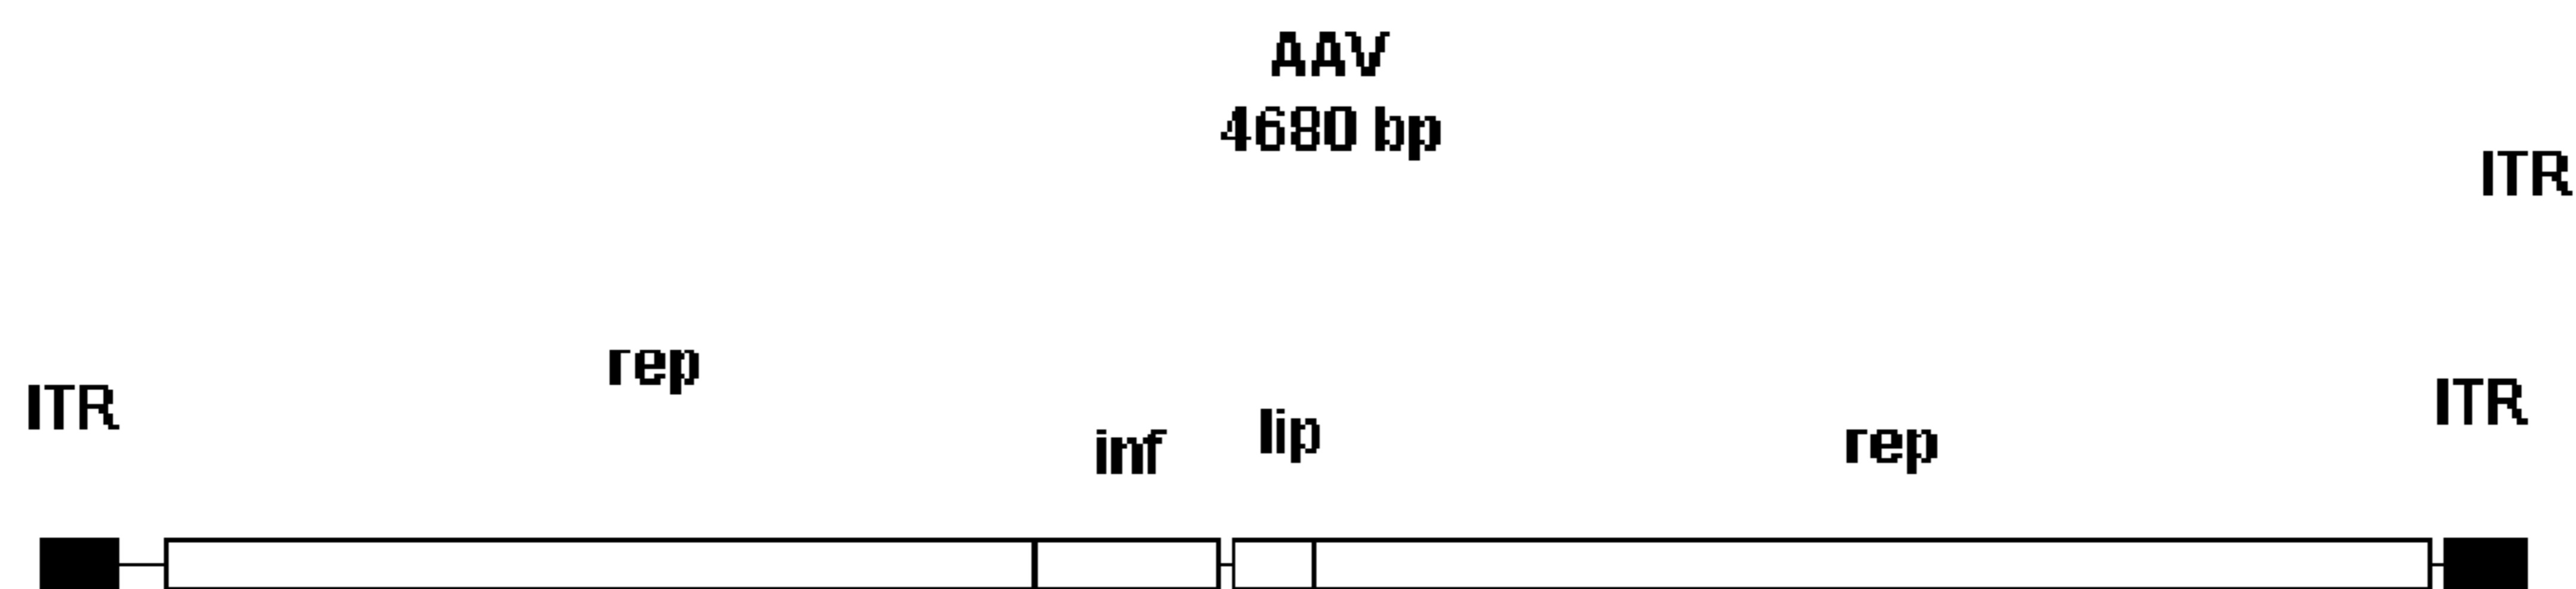 AAV
4680 bp
ITR
ITR
rep
inf
lip
rep
ITR